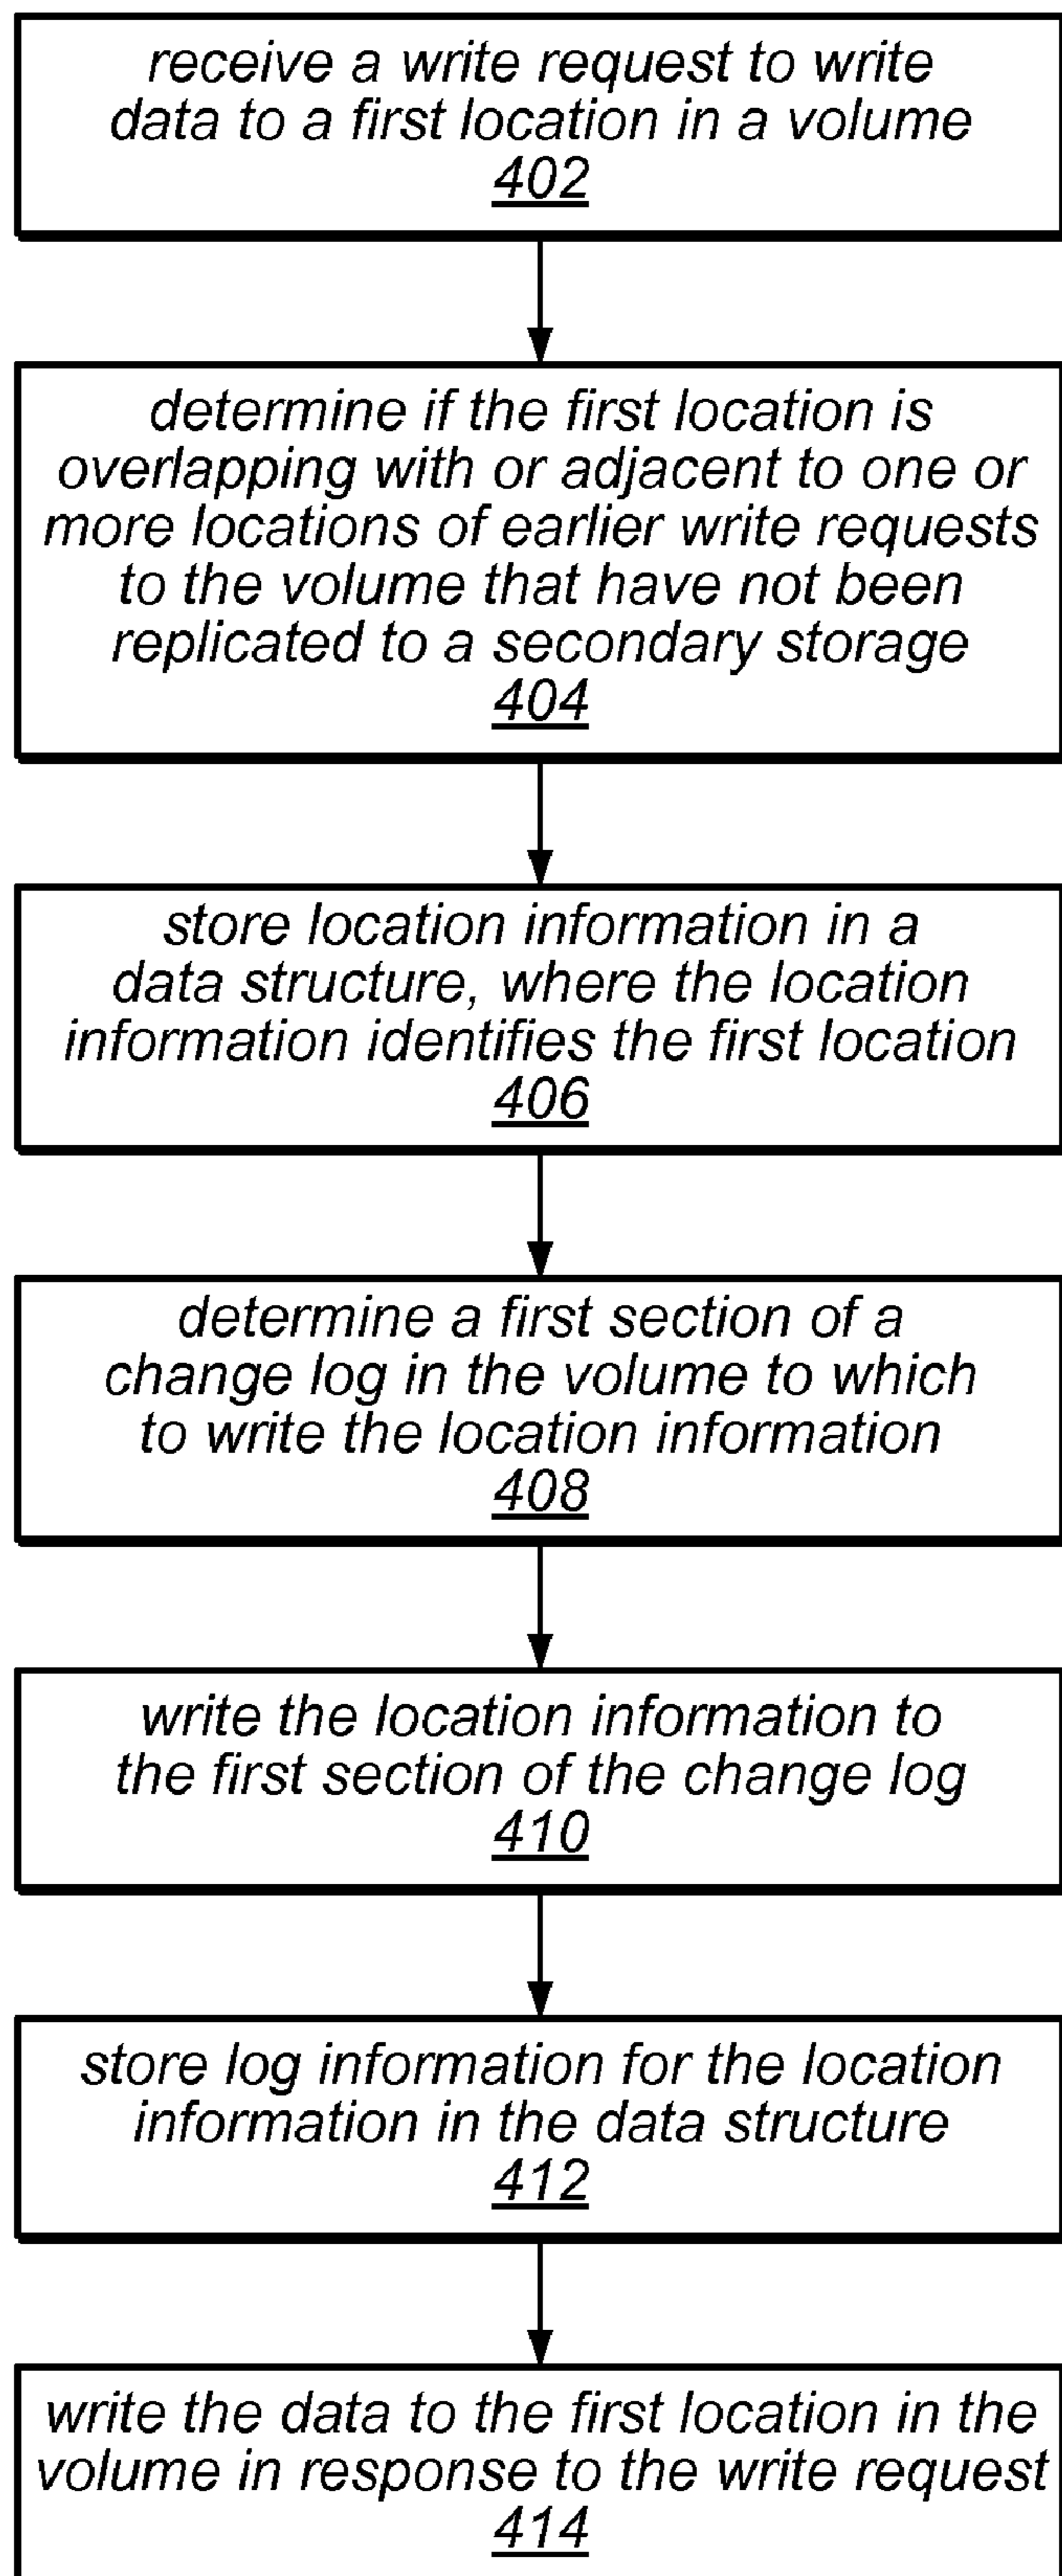 receive a write request to write
data to a first location in a volume
402
determine if the first location is
overlapping with or adjacent to one or
more locations of earlier write requests
to the volume that have not been
replicated to a secondary storage
404
store location information in a
data structure, where the location
information identifies the first location
406
determine a first section of a
change log in the volume to which
to write the location information
408
write the location information to
the first section of the change log
410
store log information for the location
information in the data structure
412
write the data to the first location in the
volume in response to the write request
414